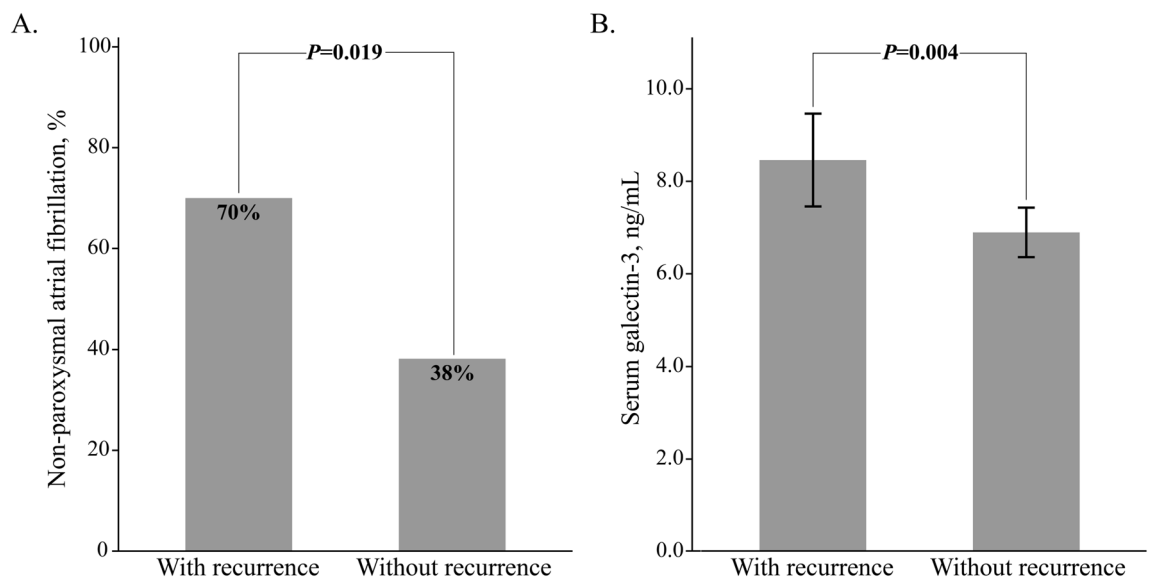 A.
Non-paroxysmal atrial fibrillation, %
100
80
60
40
20
0
P=0.019
70%
38%
With recurrence
Without recurrence
B.
Serum galectin-3, ng/mL
10.0
8.0
6.0
4.0
2.0
0.0
P=0.004
With recurrence
Without recurrence